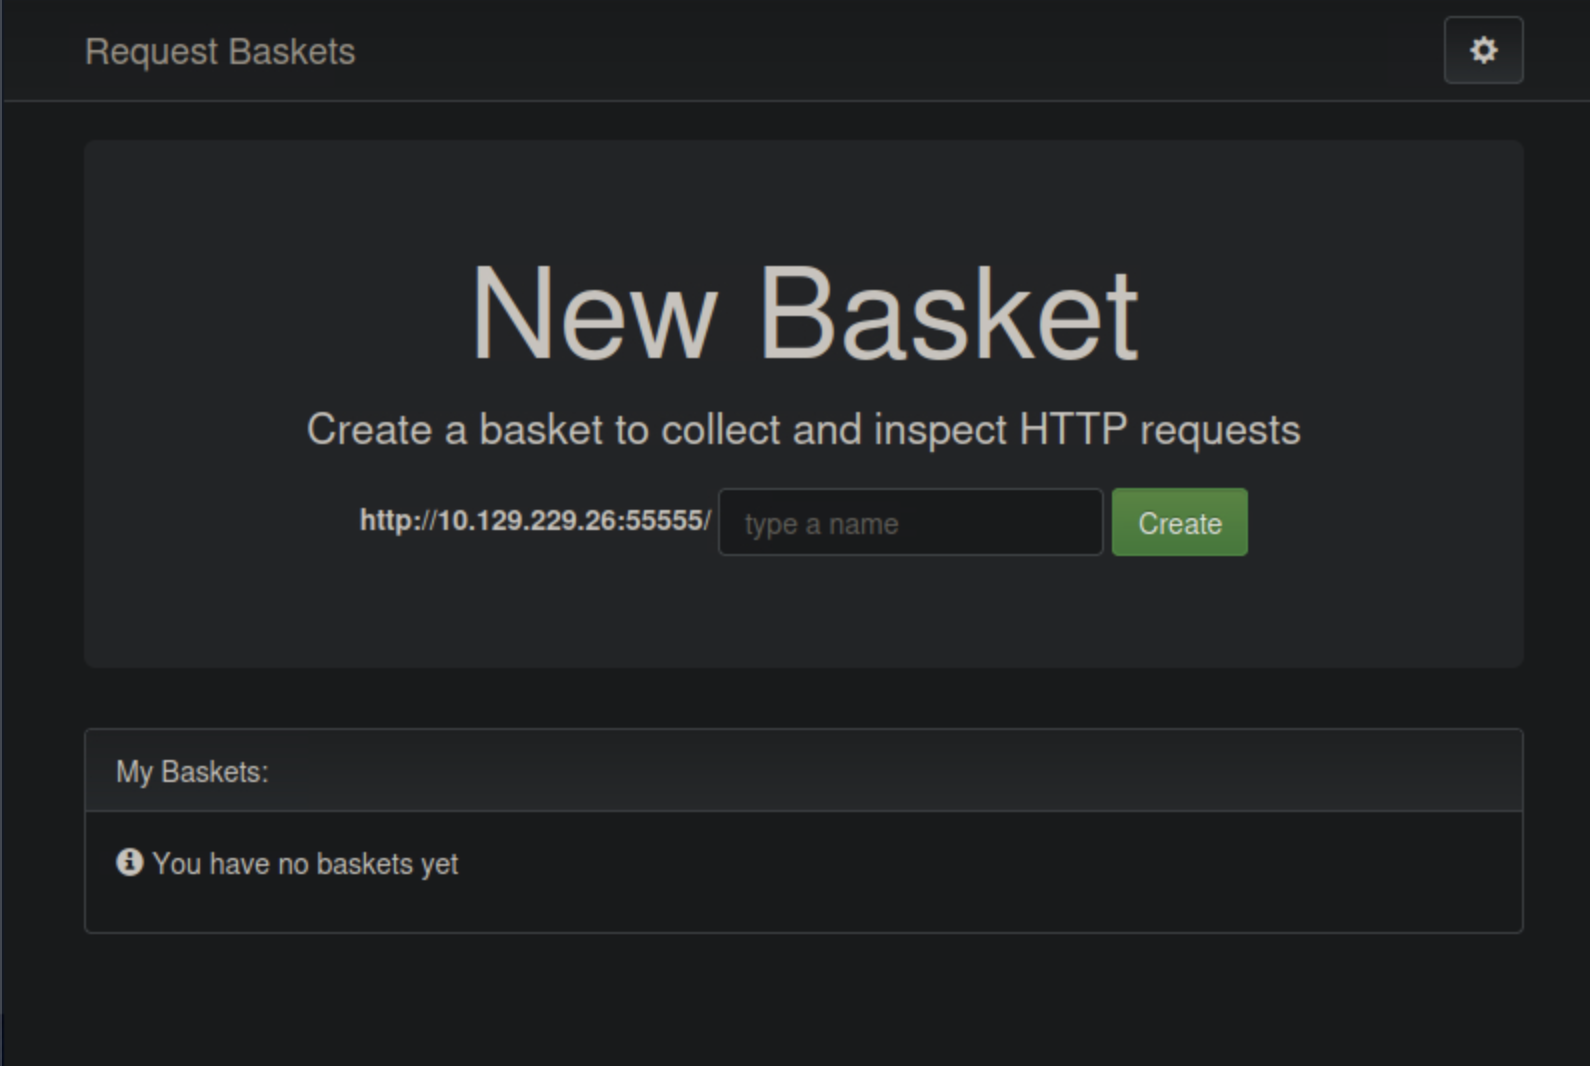 Request Baskets
New Basket
Create a basket to collect and inspect HTTP requests
http://10.129.229.26:55555/ type a name Create
My Baskets:
You have no baskets yet